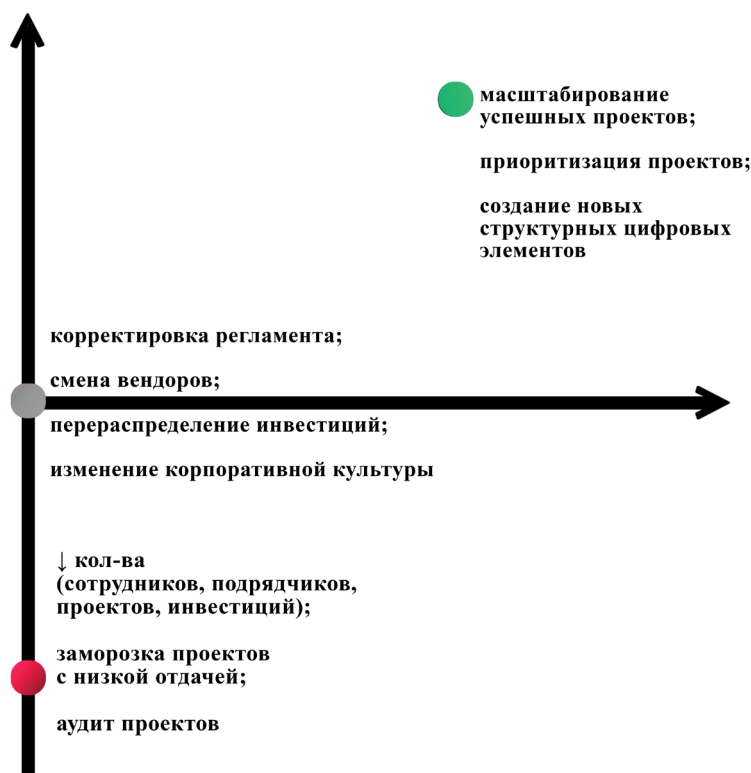 масштабирование
успешных проектов;
приоритизация проектов;
создание новых
структурных цифровых
элементов
корректировка регламента;
смена вендоров;
перераспределение инвестиций;
изменение корпоративной культуры
↓ кол-ва
(сотрудников, подрядчиков,
проектов, инвестиций);
заморозка проектов
с низкой отдачей;
аудит проектов